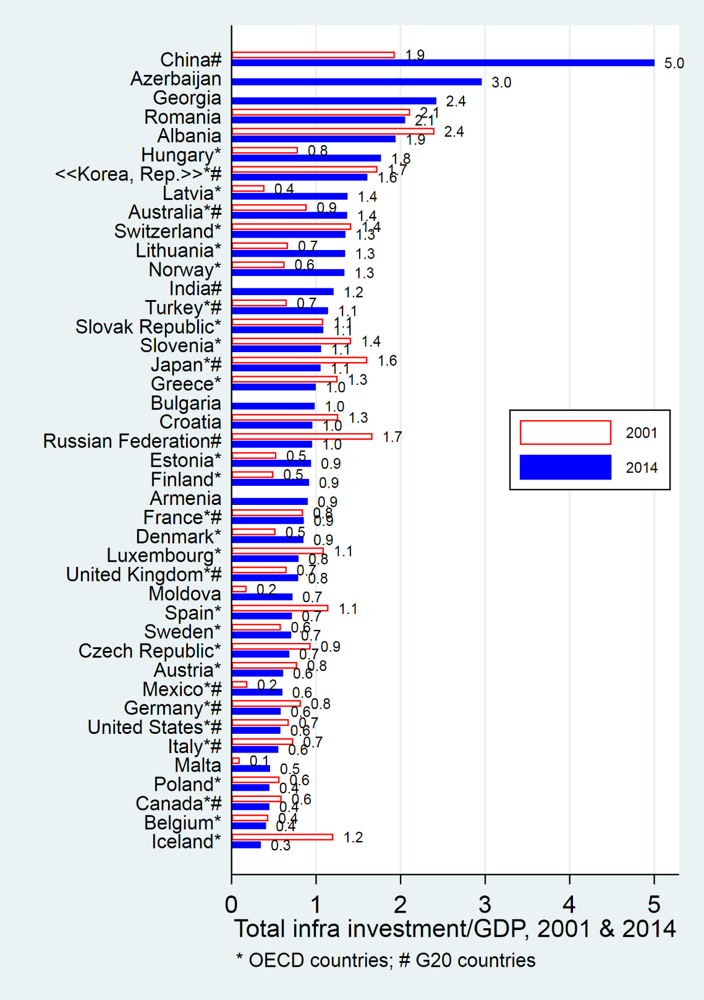 China# 1.9
5.0
Azerbaijan 3.0
Georgia 2.4
Romania 2.1
2.1
Albania 2.4
1.9
Hungary* 0.8
1.8
<<Korea, Rep.>>*# 1.7
1.6
Latvia* 0.4
1.4
Australia*# 0.9
1.4
Switzerland* 1.4
1.3
Lithuania* 0.7
1.3
Norway* 0.6
1.3
India# 1.2
Turkey*# 0.7
1.1
Slovak Republic* 1.1
1.1
Slovenia* 1.4
1.1
Japan*# 1.6
1.1
Greece* 1.3
1.0
Bulgaria 1.0
Croatia 1.3
1.0
Russian Federation# 1.7
1.0
Estonia* 0.5
0.9
Finland* 0.5
0.9
Armenia 0.9
France*# 0.8
0.9
Denmark* 0.5
0.9
Luxembourg* 1.1
0.8
United Kingdom*# 0.7
0.8
Moldova 0.2
0.7
Spain* 1.1
0.7
Sweden* 0.6
0.7
Czech Republic* 0.9
0.7
Austria* 0.8
0.6
Mexico*# 0.2
0.6
Germany*# 0.8
0.6
United States*# 0.7
0.6
Italy*# 0.7
0.6
Malta 0.1
0.5
Poland* 0.6
0.4
Canada*# 0.6
0.4
Belgium* 0.4
0.4
Iceland* 1.2
0.3
2001
2014
0 1 2 3 4 5
Total infra investment/GDP, 2001 & 2014
* OECD countries; # G20 countries